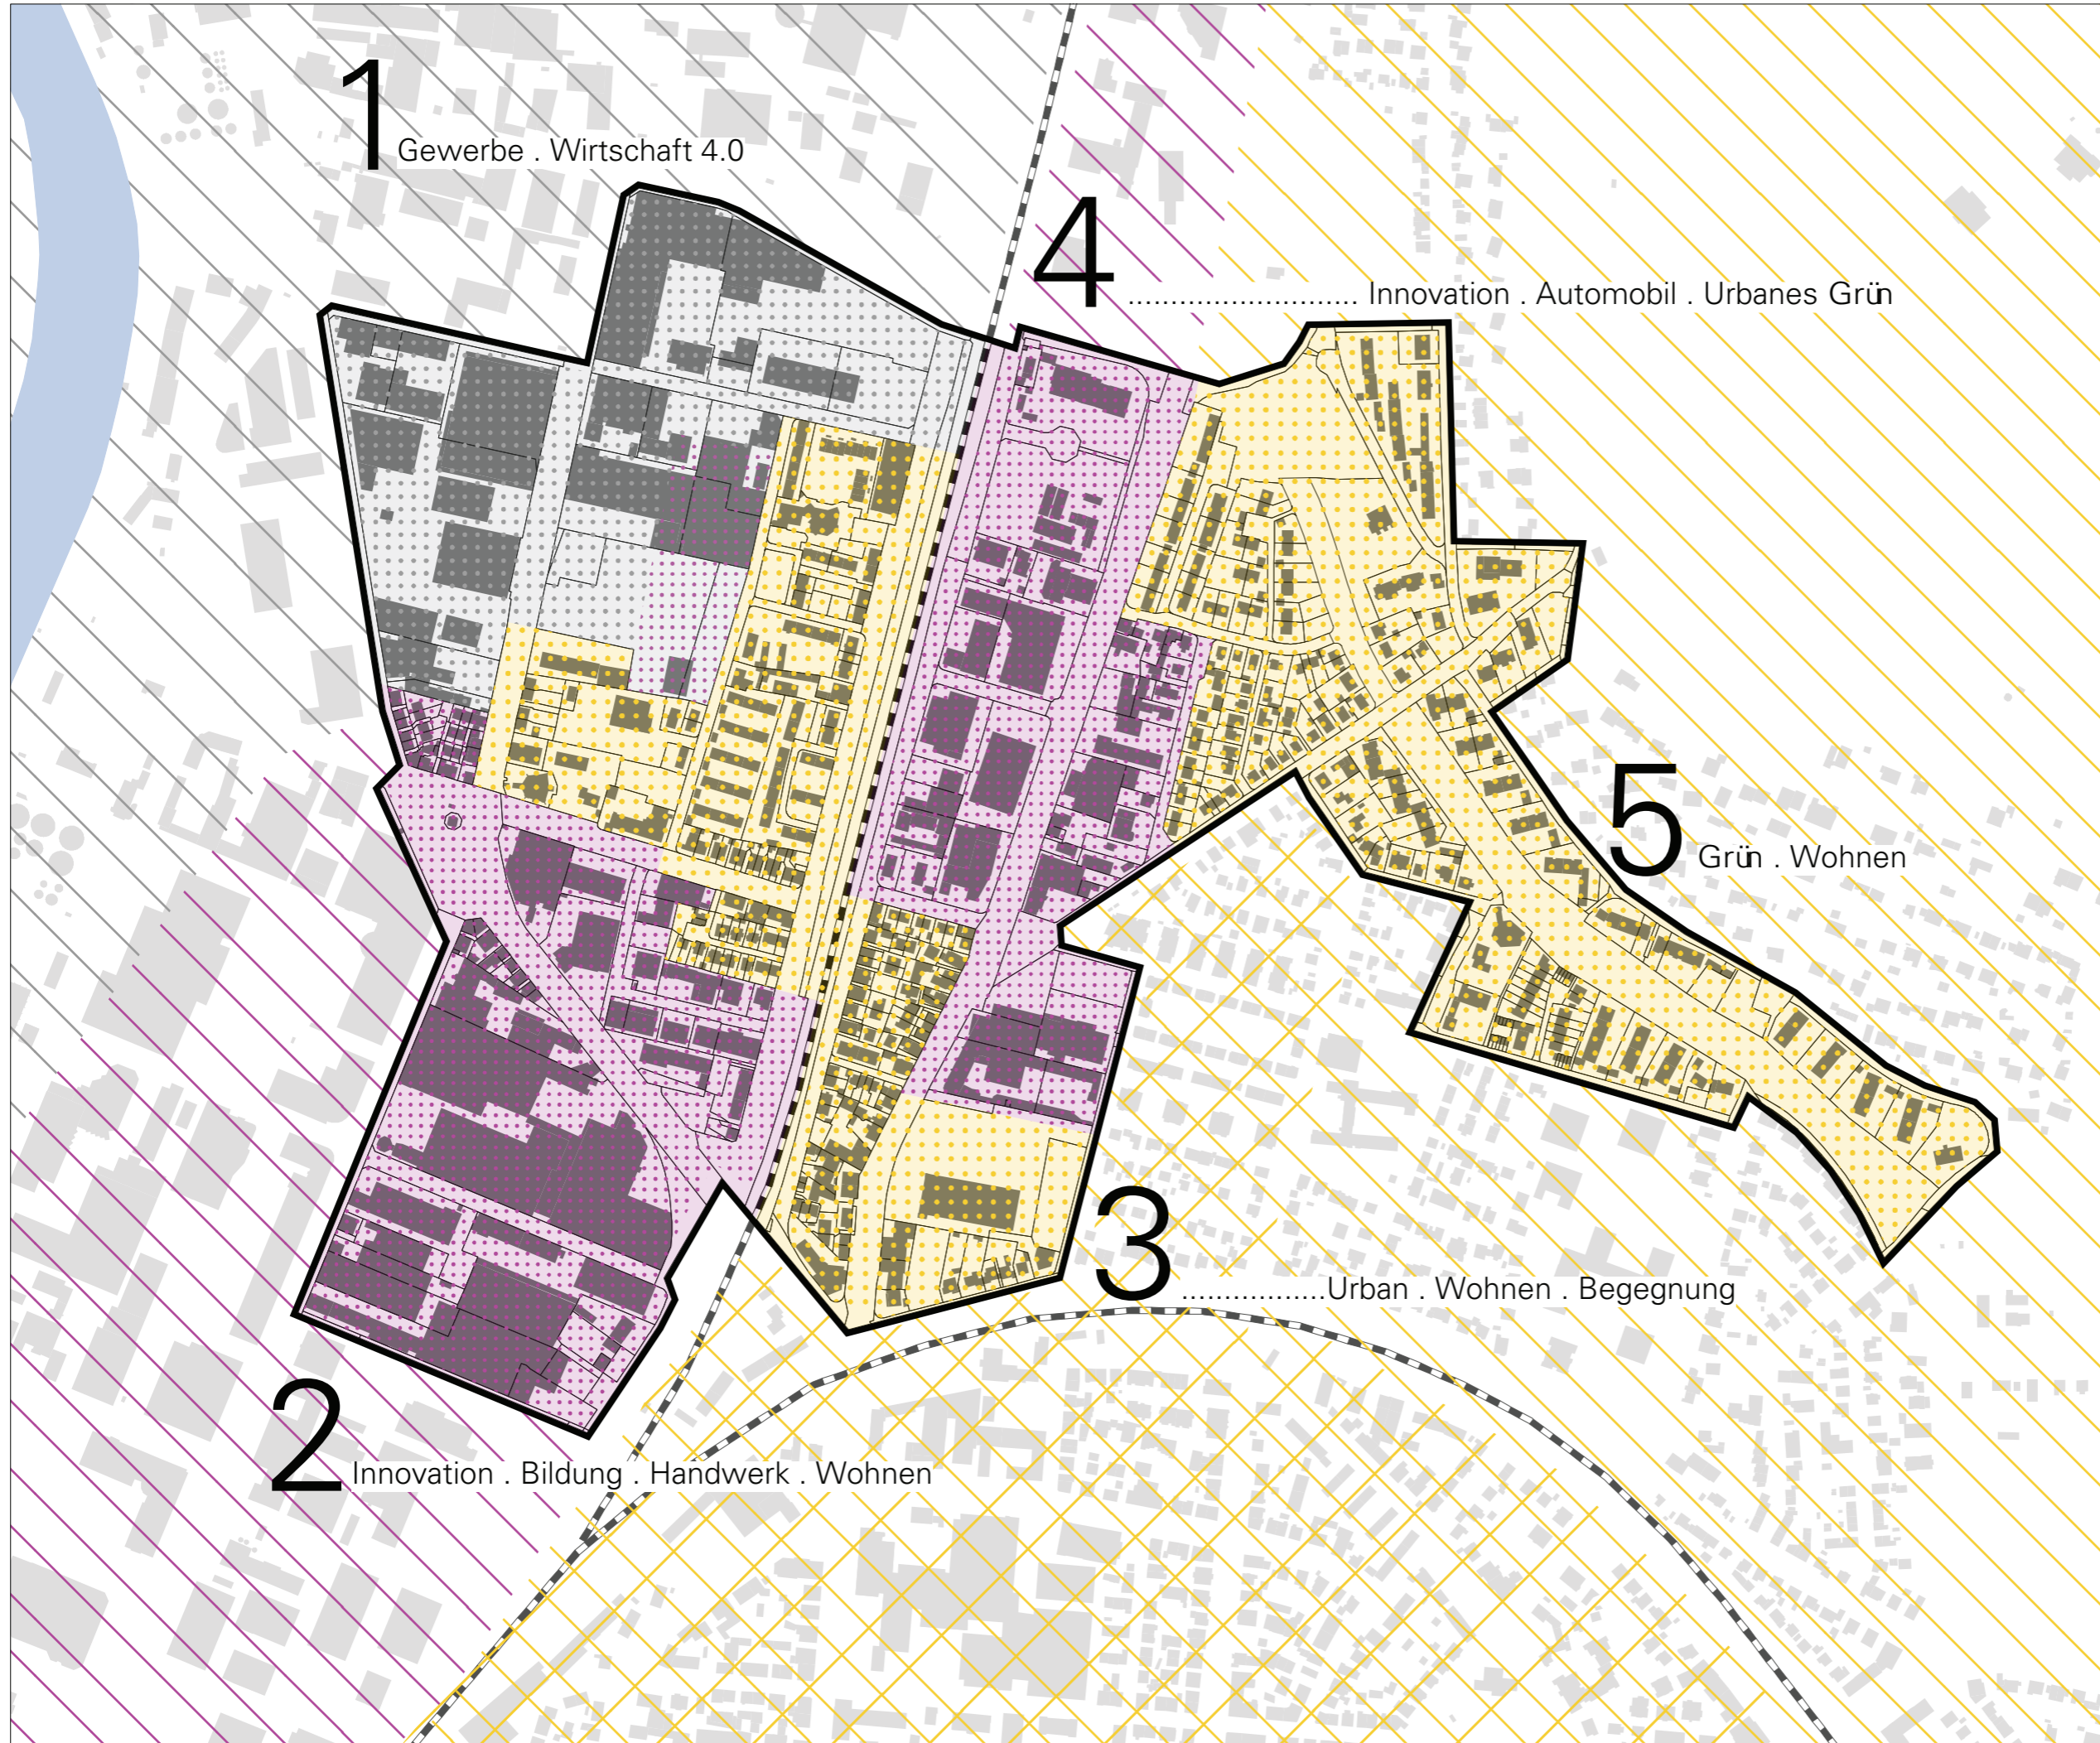 1 Gewerbe . Wirtschaft 4.0
4 ........................... Innovation . Automobil . Urbanes Grün
5 Grün . Wohnen
3 .................Urban . Wohnen . Begegnung
2 Innovation . Bildung . Handwerk . Wohnen